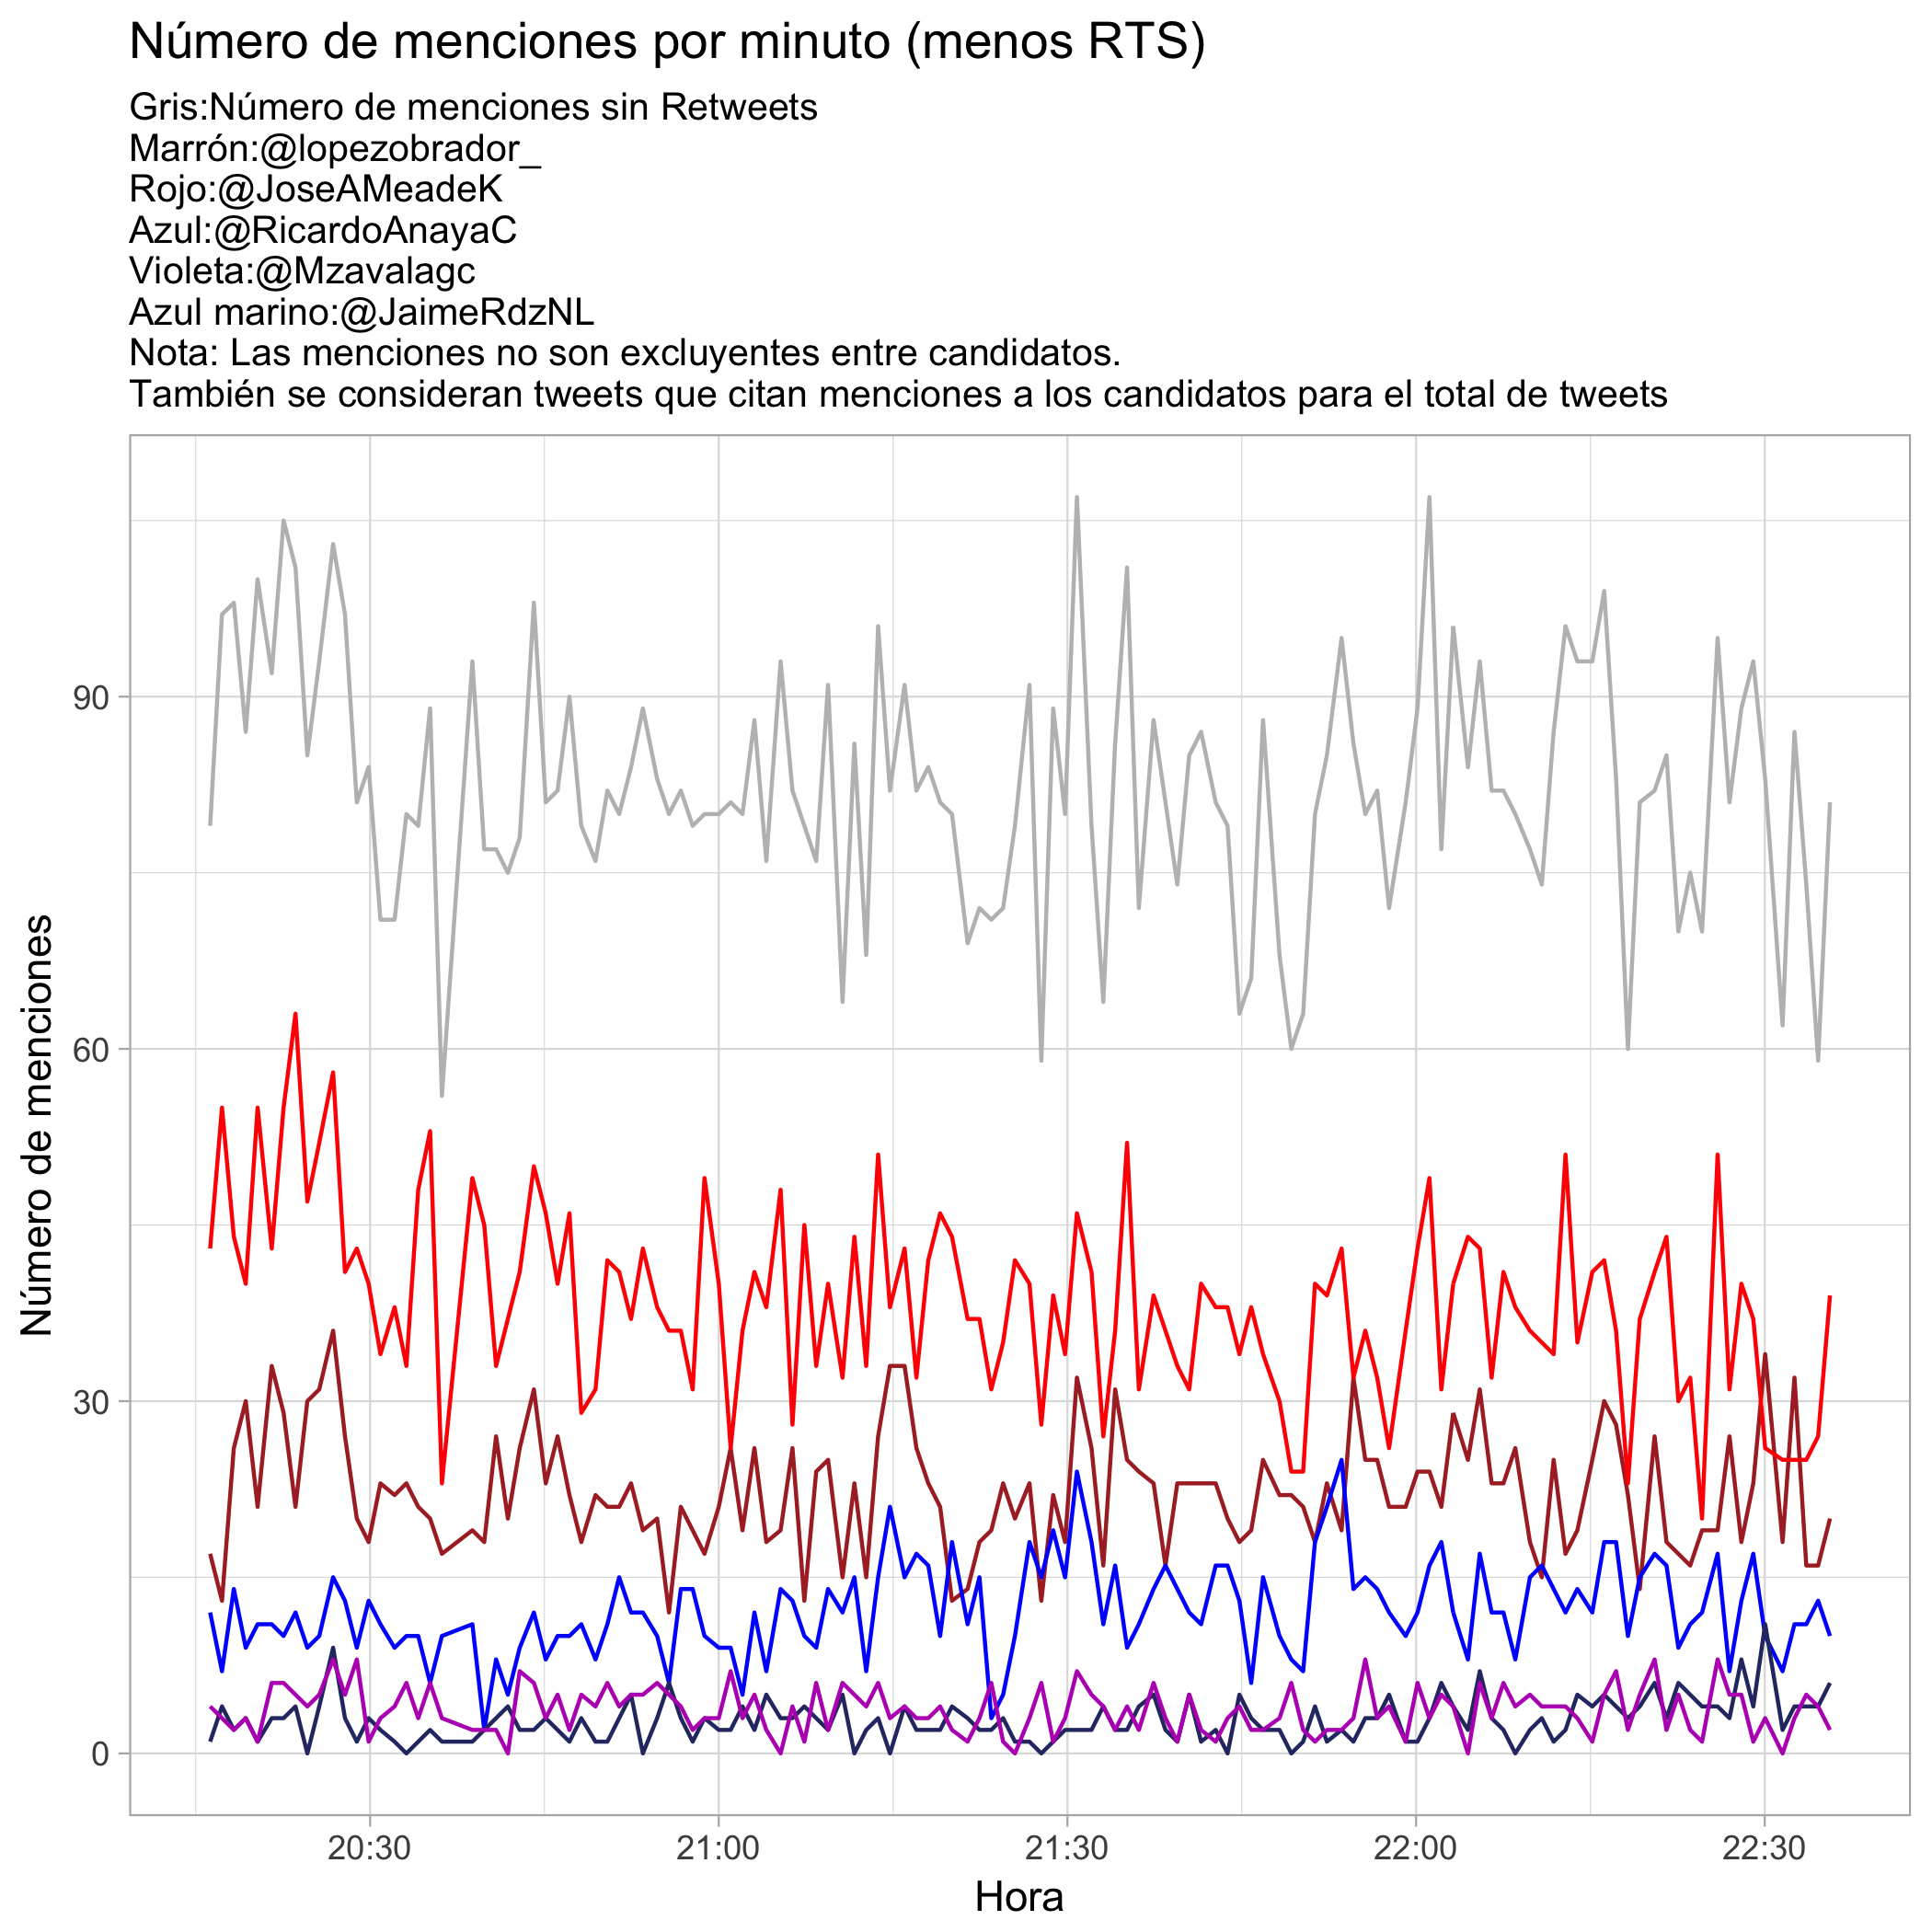 Número de menciones por minuto (menos RTS)
Gris:Número de menciones sin Retweets
Marrón:@lopezobrador_
Rojo:@JoseAMeadeK
Azul:@RicardoAnayaC
Violeta:@Mzavalagc
Azul marino:@JaimeRdzNL
Nota: Las menciones no son excluyentes entre candidatos.
También se consideran tweets que citan menciones a los candidatos para el total de tweets
Número de menciones
90
60
30
0
20:30
21:00
21:30
22:00
22:30
Hora